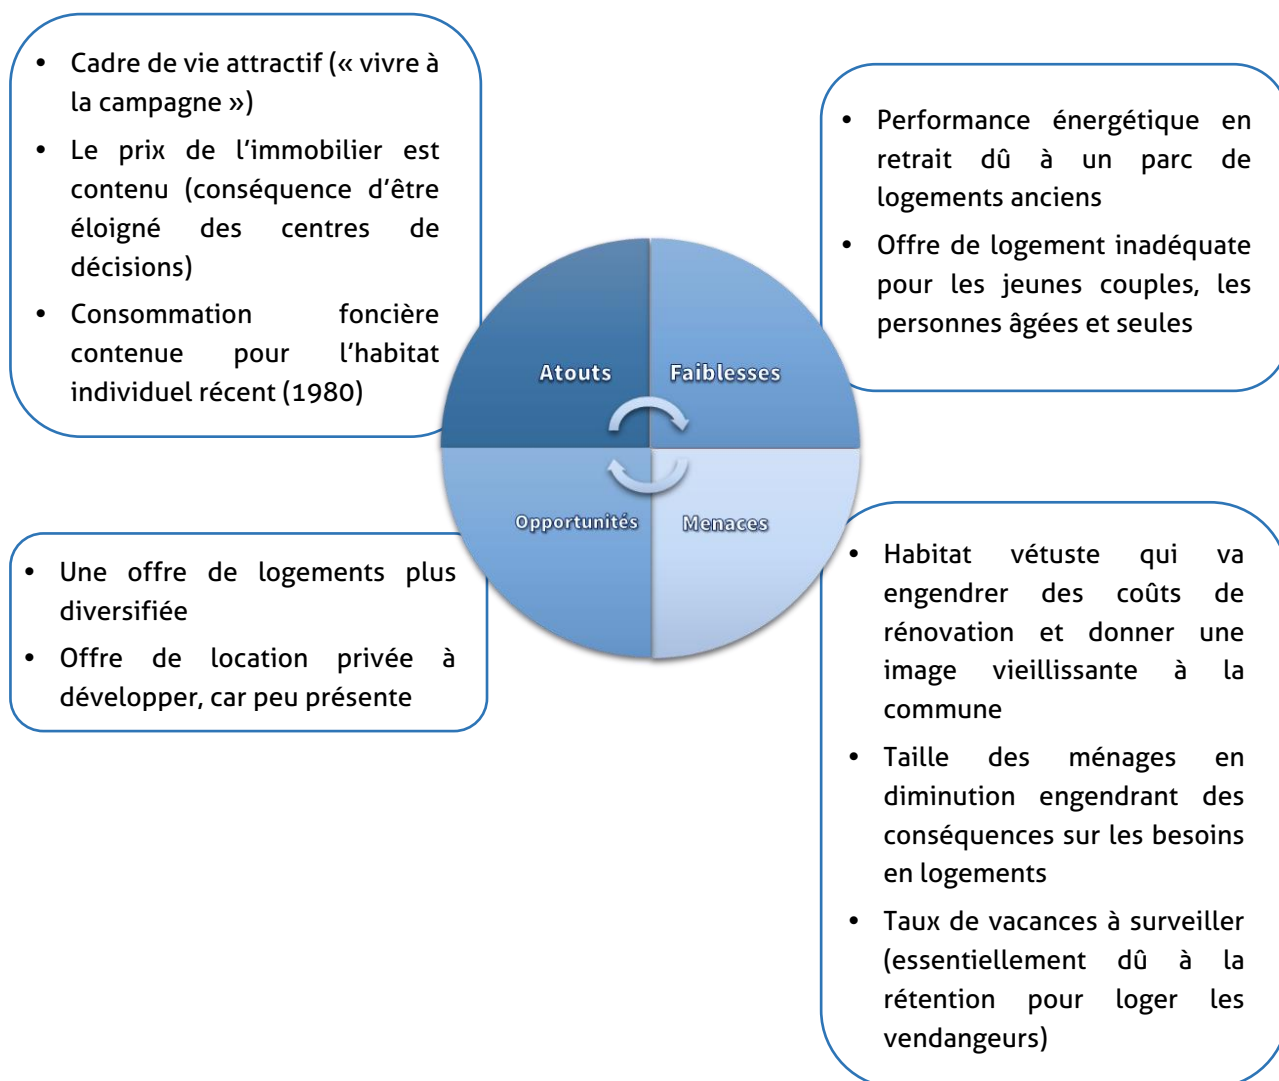 • Cadre de vie attractif (« vivre à
la campagne »)
• Le prix de l’immobilier est
contenu (conséquence d’être
éloigné des centres de
décisions)
• Consommation foncière
contenue pour l’habitat
individuel récent (1980)
• Performance énergétique en
retrait dû à un parc de
logements anciens
• Offre de logement inadéquate
pour les jeunes couples, les
personnes âgées et seules
Atouts
Faiblesses
Opportunités
Menaces
• Une offre de logements plus
diversifiée
• Offre de location privée à
développer, car peu présente
• Habitat vétuste qui va
engendrer des coûts de
rénovation et donner une
image vieillissante à la
commune
• Taille des ménages en
diminution engendrant des
conséquences sur les besoins
en logements
• Taux de vacances à surveiller
(essentiellement dû à la
rétention pour loger les
vendangeurs)